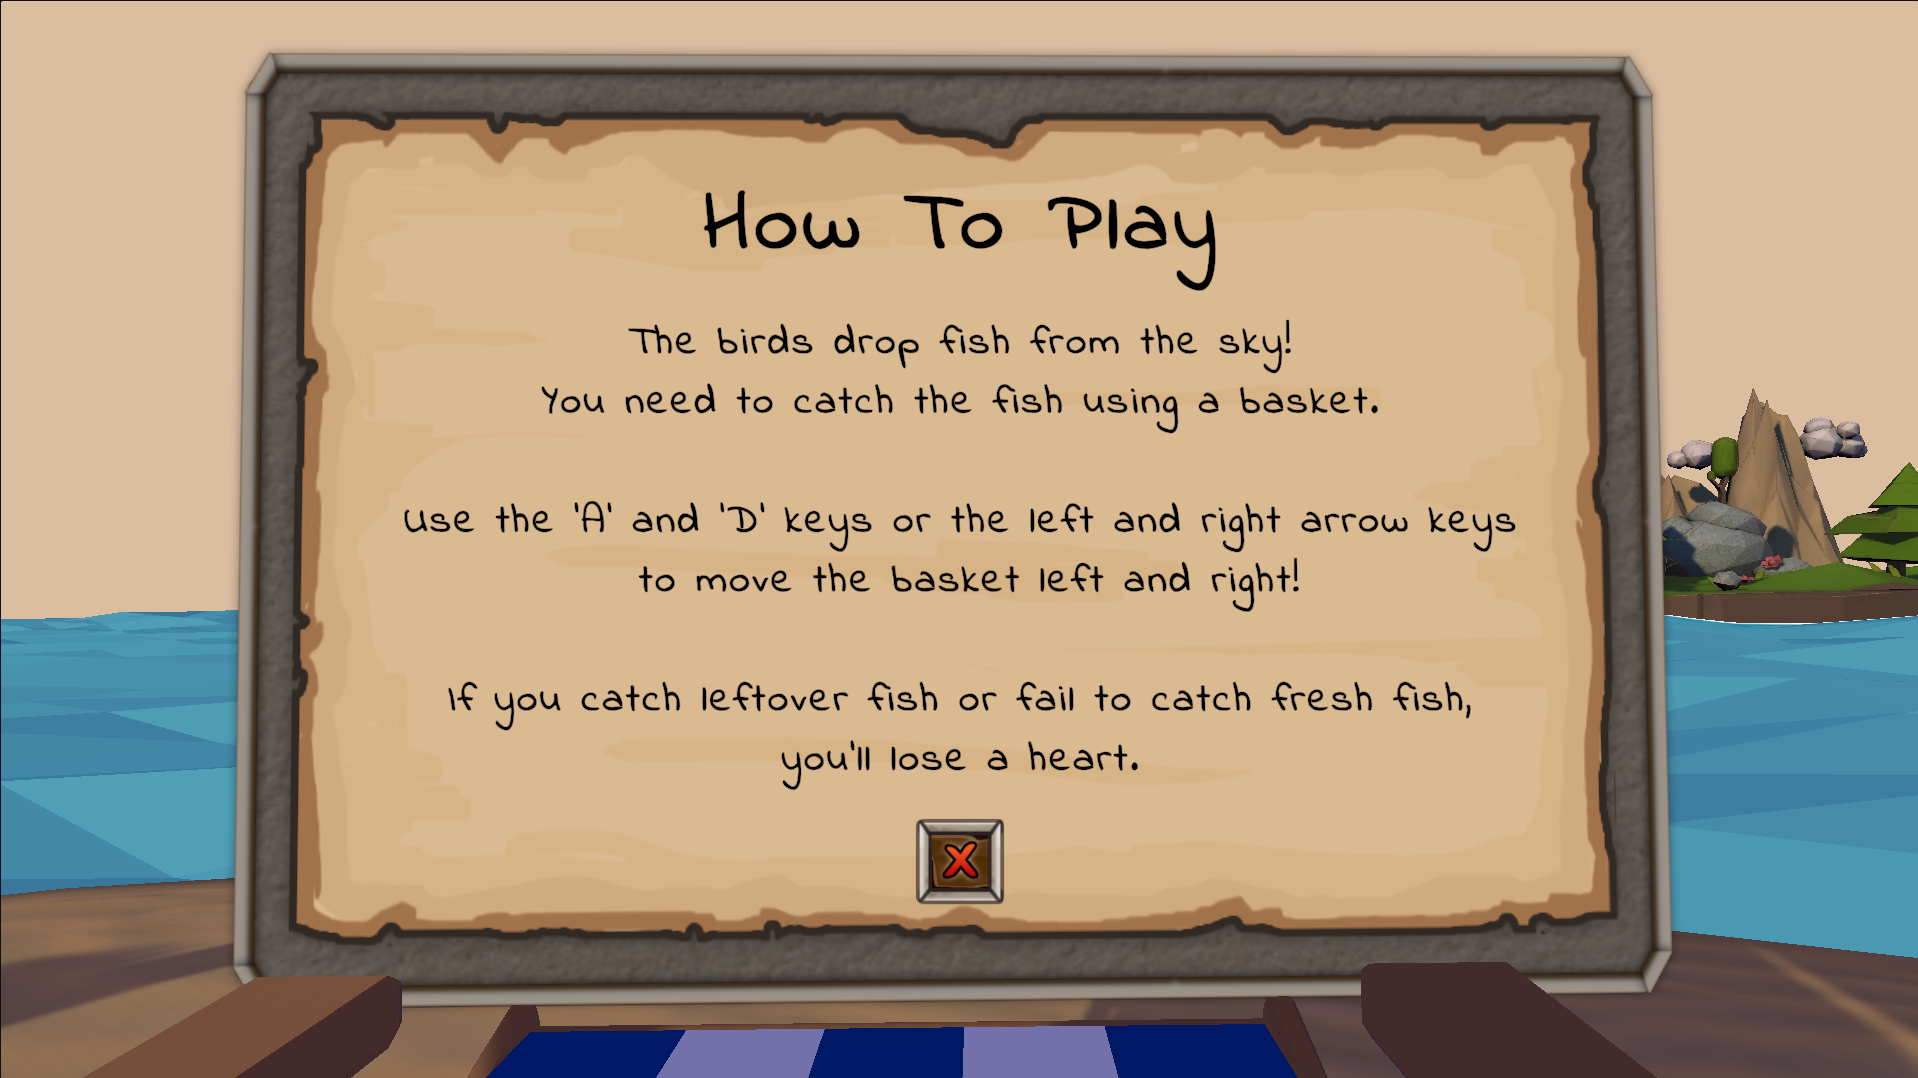 How To Play
The birds drop fish from the sky!
You need to catch the fish using a basket.
Use the 'A' and 'D' keys or the left and right arrow keys
to move the basket left and right!
If you catch leftover fish or fail to catch fresh fish,
you'll lose a heart.
X